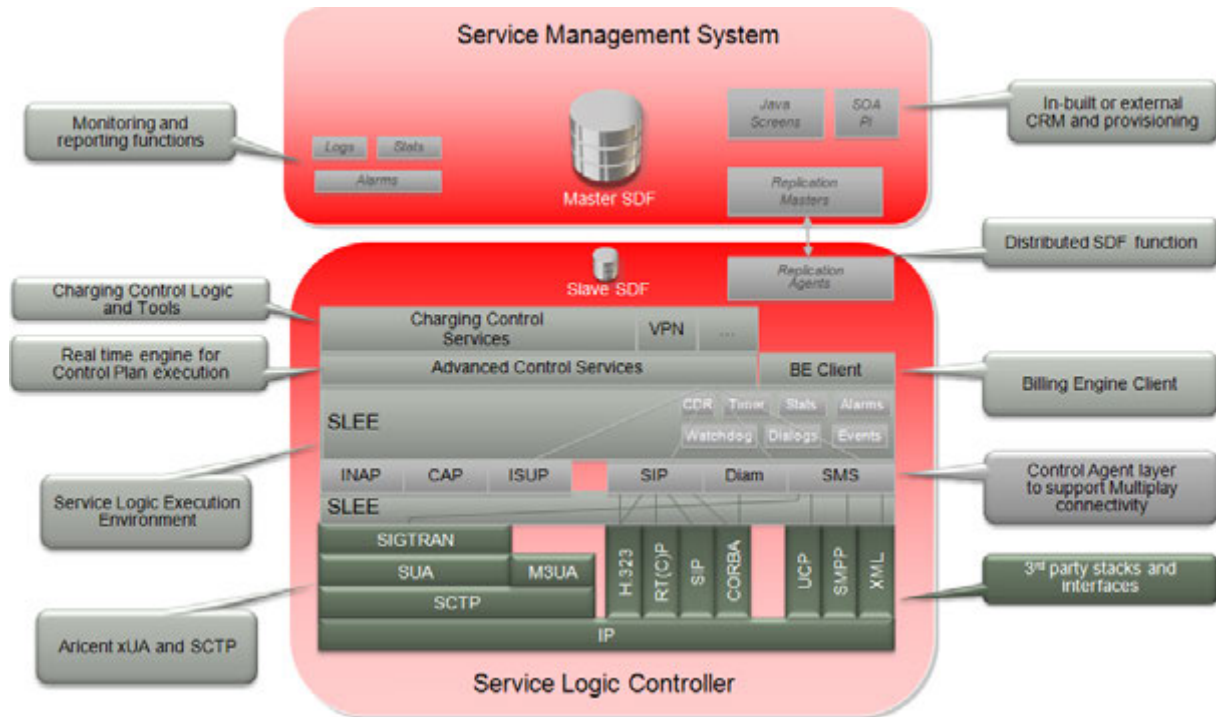 Service Management System
Monitoring and
reporting functions
Logs
Stats
Alarms
Master SDF
Java
Screens
SOA
PI
Replication
Masters
In-built or external
CRM and provisioning
Distributed SDF function
Slave SDF
Replication
Agents
Charging Control Logic
and Tools
Charging Control
Services
VPN
...
Real time engine for
Control Plan execution
Advanced Control Services
BE Client
Billing Engine Client
SLEE
CDR
Timer
Stats
Alarms
Watchdog
Dialogs
Events
Service Logic Execution
Environment
INAP
CAP
ISUP
SIP
Diam
SMS
Control Agent layer
to support Multiplay
connectivity
SLEE
SIGTRAN
SUA
M3UA
SCTP
H.323
RT(C)P
SIP
CORBA
UCP
SMPP
XML
IP
3rd party stacks and
interfaces
Aricent xUA and SCTP
Service Logic Controller